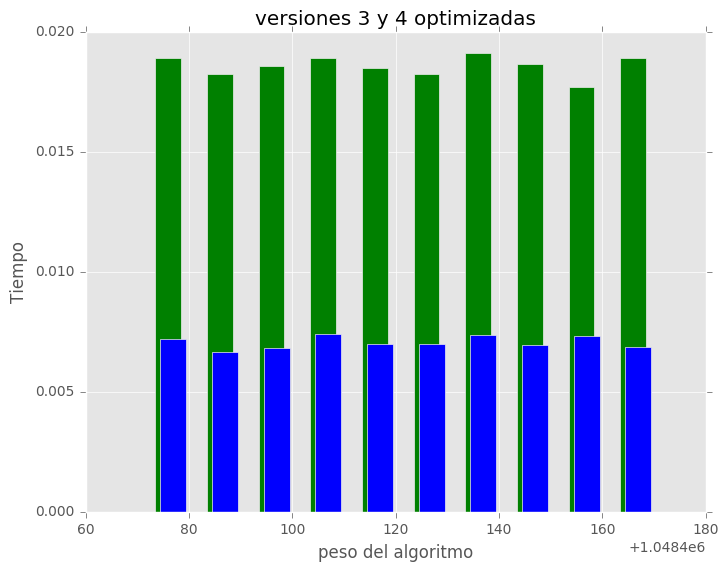 versiones 3 y 4 optimizadas
0.020
0.015
0.010
0.005
0.000
Tiempo
60 80 100 120 140 160 180
+1.0484e6
peso del algoritmo